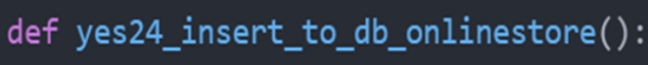 def yes24_insert_to_db_onlinestore():